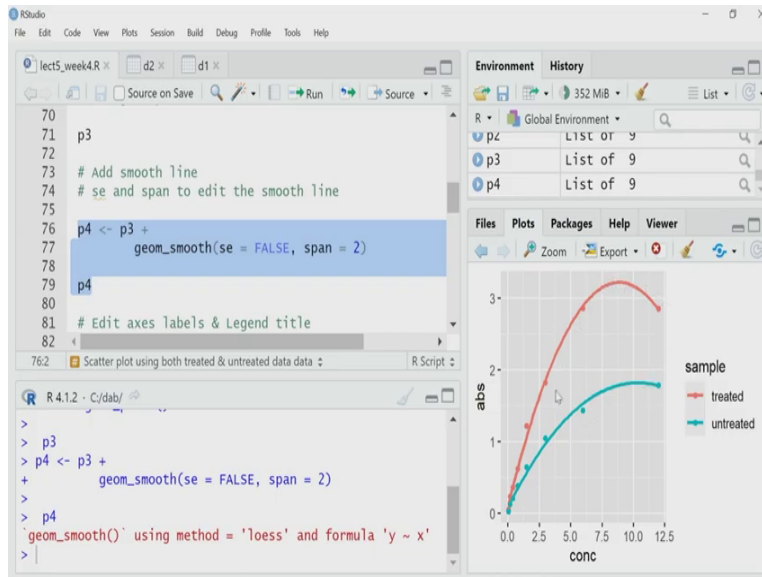 RStudio
File Edit Code View Plots Session Build Debug Profile Tools Help
lect5_week4.R × d2 × d1 ×
Source on Save Run Source
70
71 p3
72
73 # Add smooth line
74 # se and span to edit the smooth line
75
76 p4 <- p3 +
77 geom_smooth(se = FALSE, span = 2)
78
79 p4
80
81 # Edit axes labels & Legend title
82
76:2 Scatter plot using both treated & untreated data data R Script
R 4.1.2 · C:/dab/
>
> p3
> p4 <- p3 +
+ geom_smooth(se = FALSE, span = 2)
>
> p4
`geom_smooth()` using method = 'loess' and formula 'y ~ x'
>
Environment History
352 MiB List
R Global Environment
p2 List of 9
p3 List of 9
p4 List of 9
Files Plots Packages Help Viewer
Zoom Export
3
2
1
0
abs
0.0 2.5 5.0 7.5 10.0 12.5
conc
sample
treated
untreated